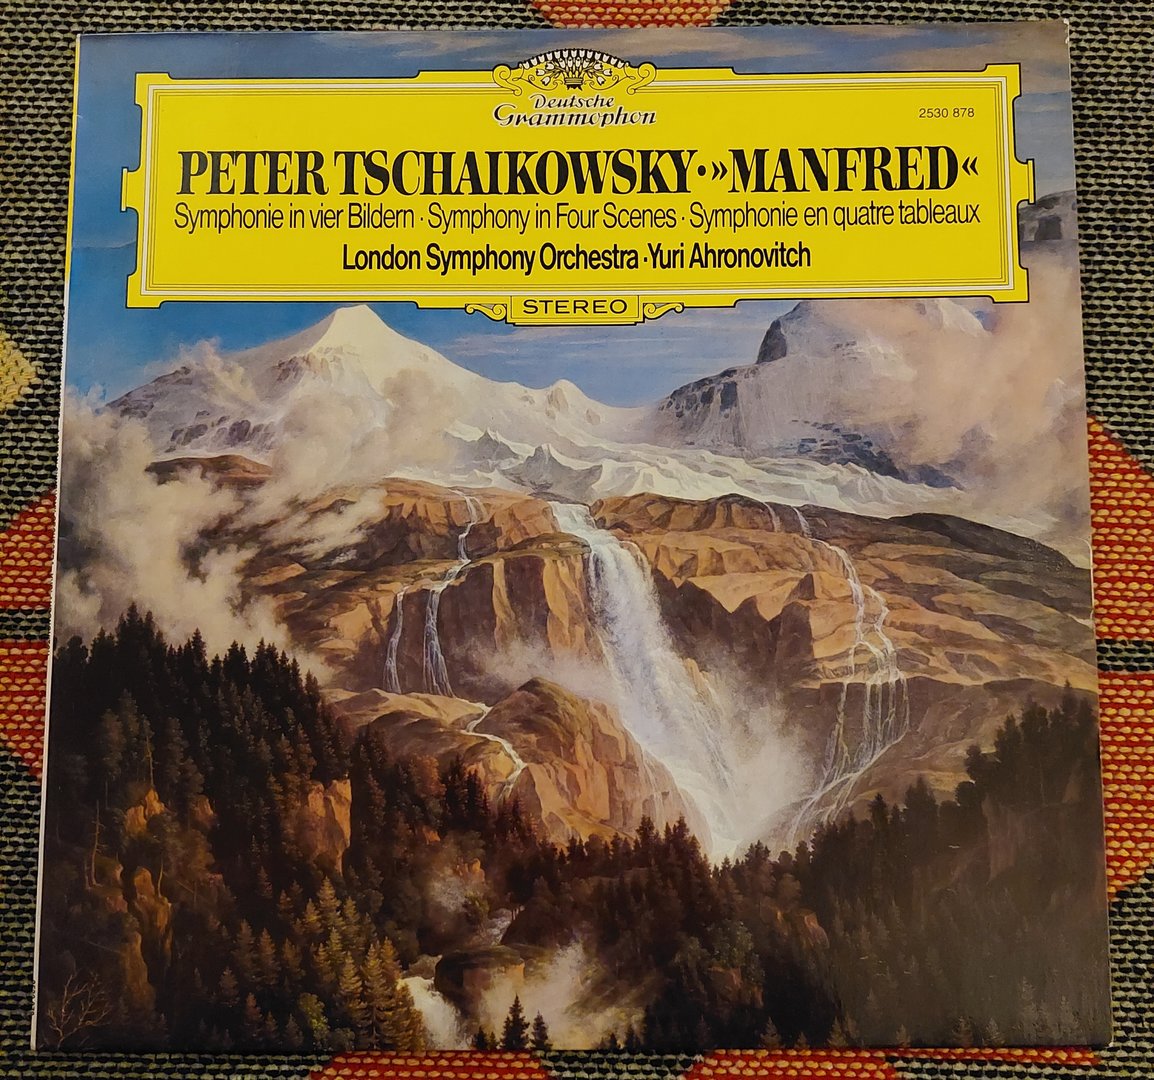 Deutsche
Grammophon
2530 878
PETER TSCHAIKOWSKY·»MANFRED«
Symphonie in vier Bildern · Symphony in Four Scenes · Symphonie en quatre tableaux
London Symphony Orchestra · Yuri Ahronovitch
STEREO